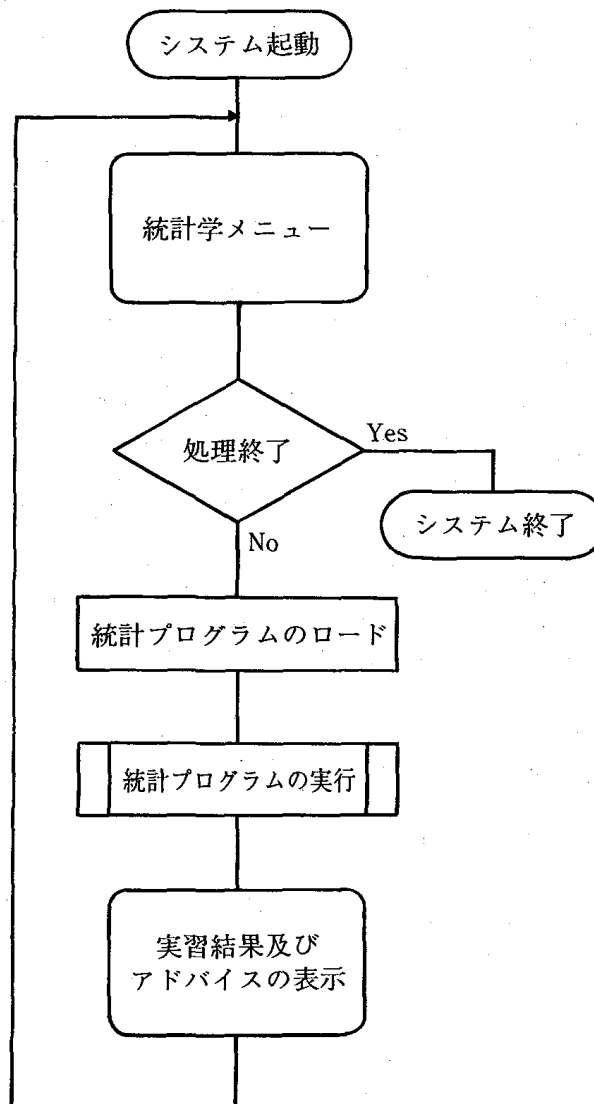 システム起動
統計学メニュー
処理終了
Yes
システム終了
No
統計プログラムのロード
統計プログラムの実行
実習結果及び
アドバイスの表示